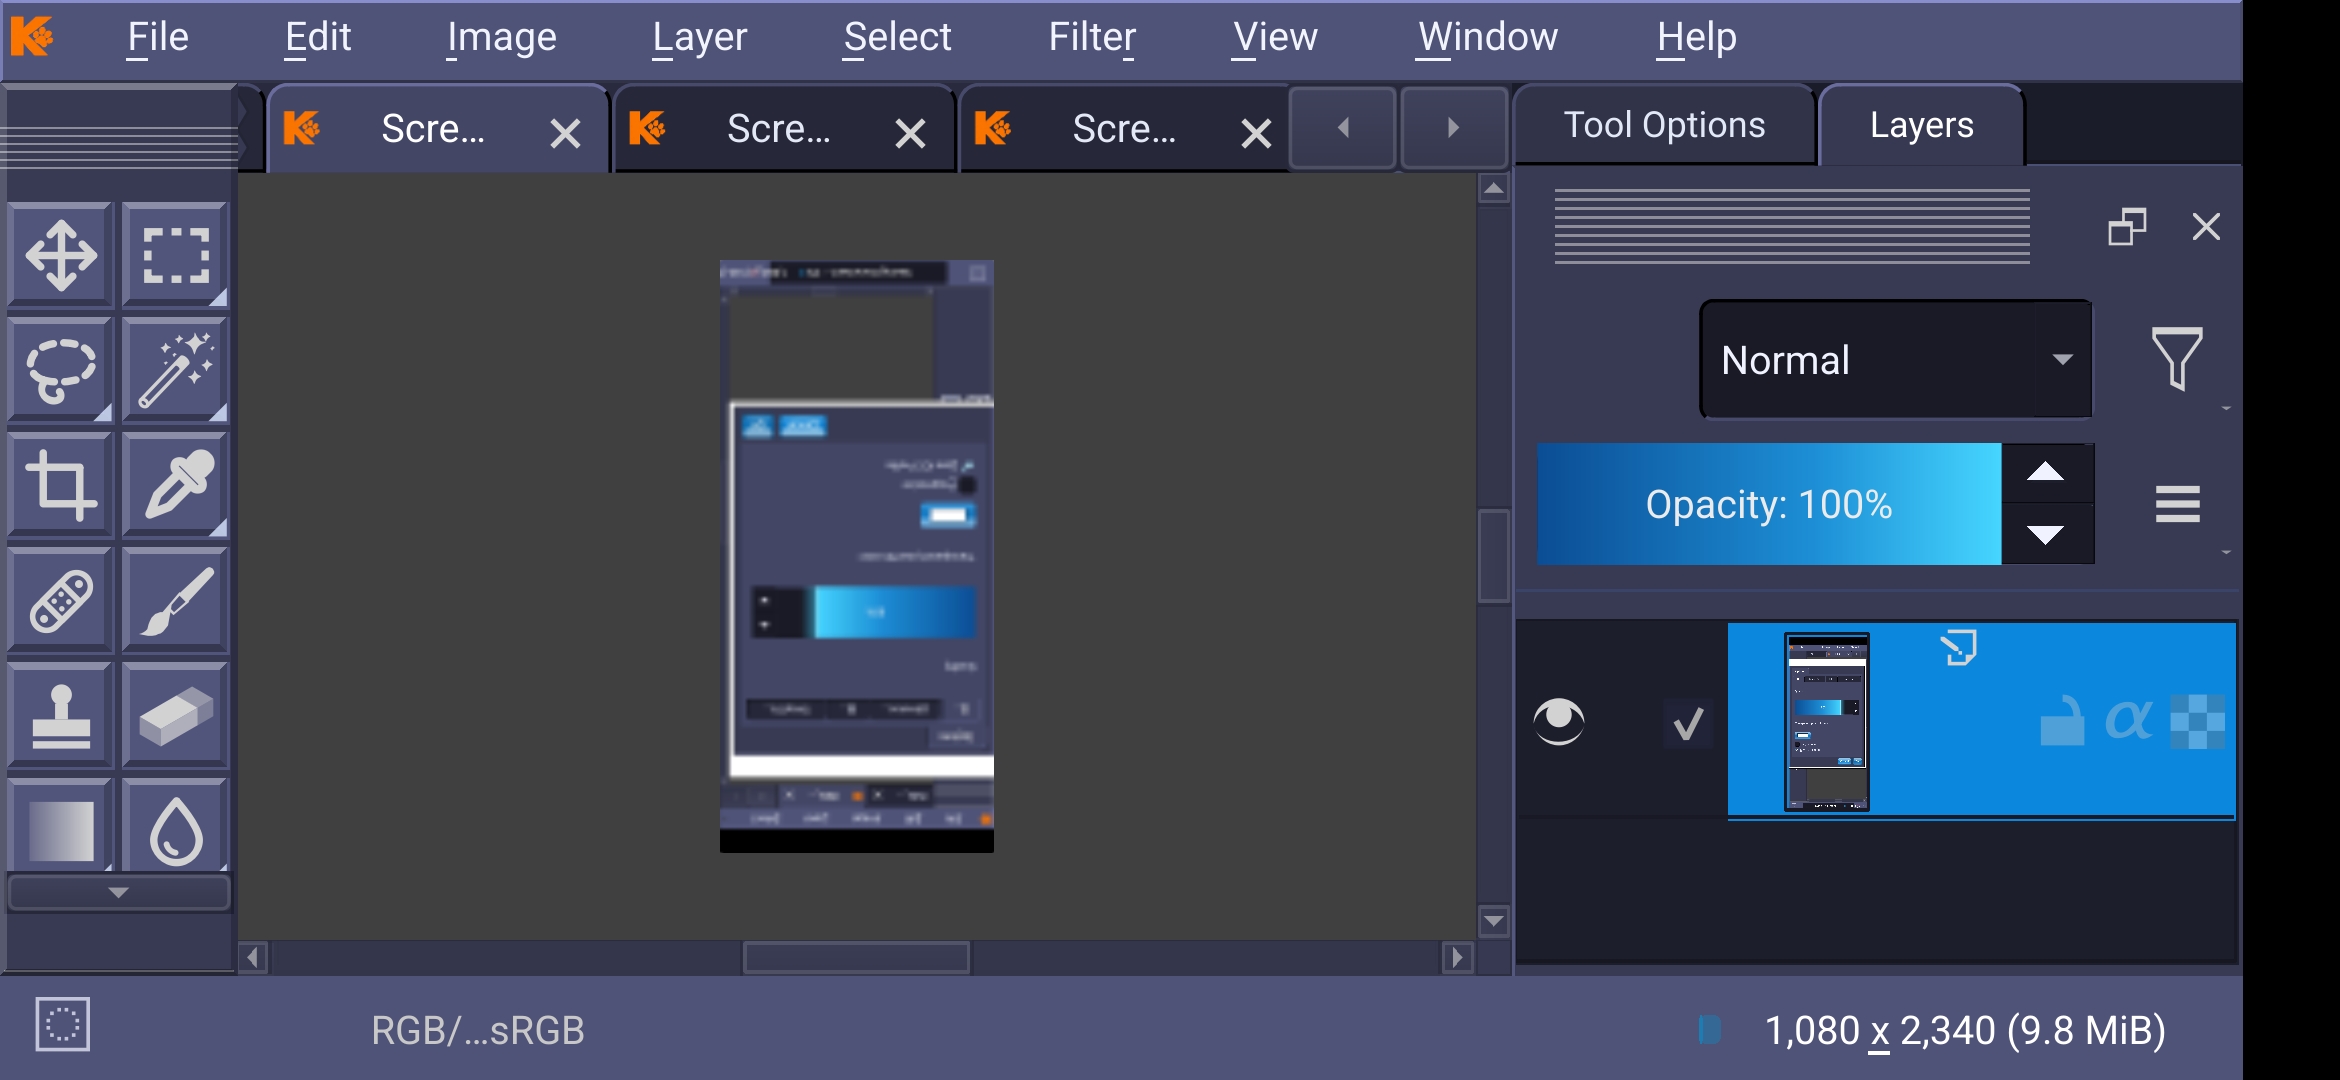 File Edit Image Layer Select Filter View Window Help
Scre... Scre... Scre... Tool Options Layers
Normal
Opacity: 100%
RGB/...sRGB 1,080 x 2,340 (9.8 MiB)